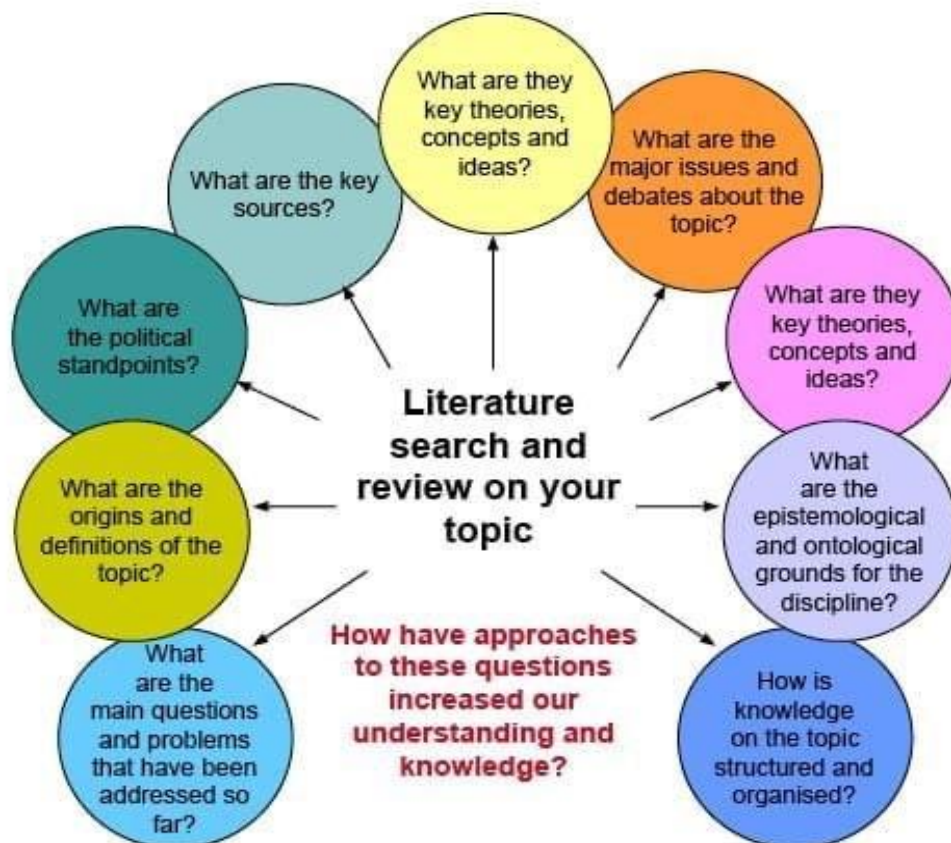 What are they
key theories,
concepts and
ideas?
What are the
major issues and
debates about the
topic?
What are the key
sources?
What are
the political
standpoints?
What are they
key theories,
concepts and
ideas?
Literature
search and
review on your
topic
What are the
origins and
definitions of the
topic?
What
are the
epistemological
and ontological
grounds for the
discipline?
What
are the
main questions
and problems
that have been
addressed so
far?
How have approaches
to these questions
increased our
understanding and
knowledge?
How is
knowledge
on the topic
structured and
organised?